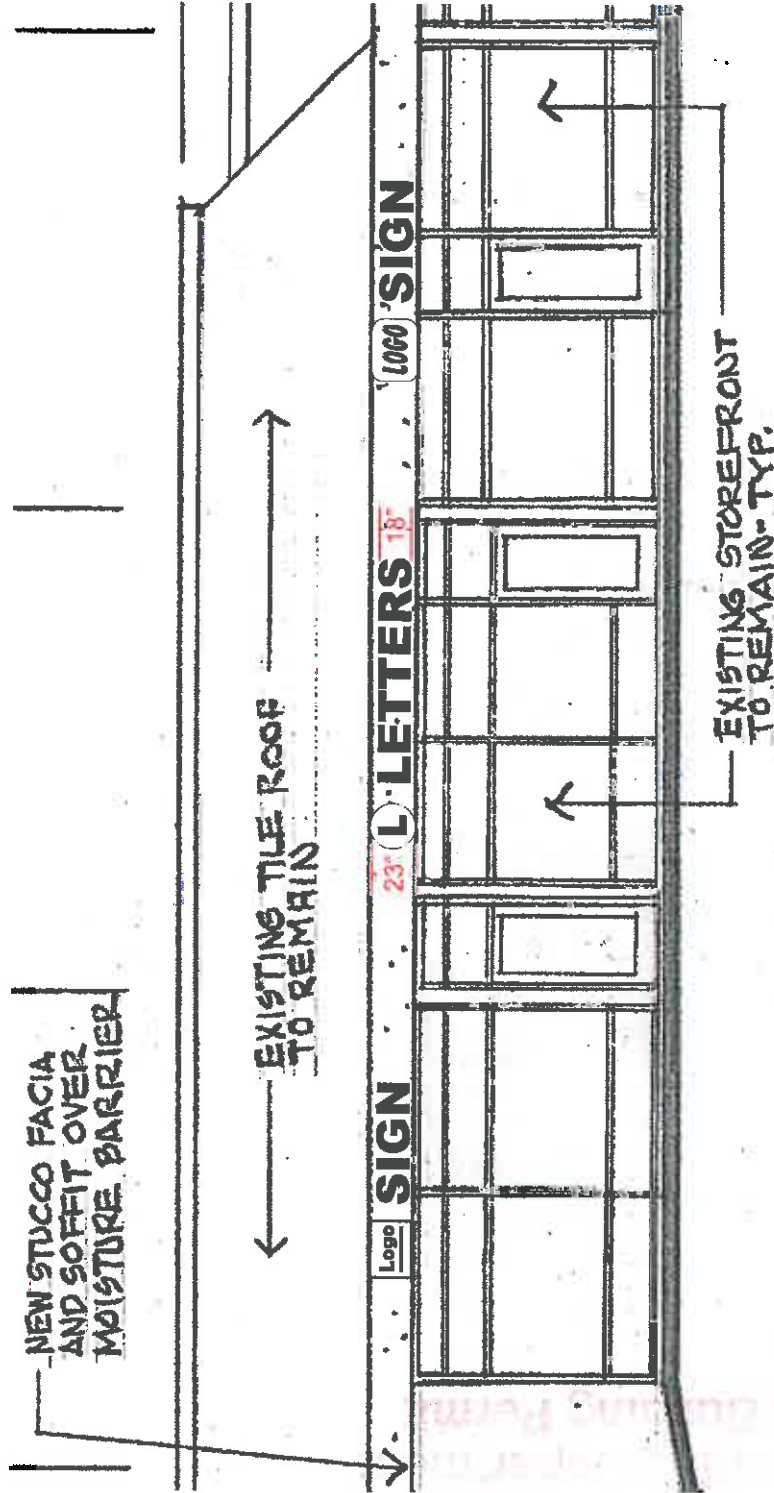 NEW STUCCO FACIA
AND SOFFIT OVER
MOISTURE BARRIER
EXISTING TILE ROOF
TO REMAIN
Logo SIGN
23" L LETTERS 18"
LOGO SIGN
EXISTING STOREFRONT
TO REMAIN- TYP.